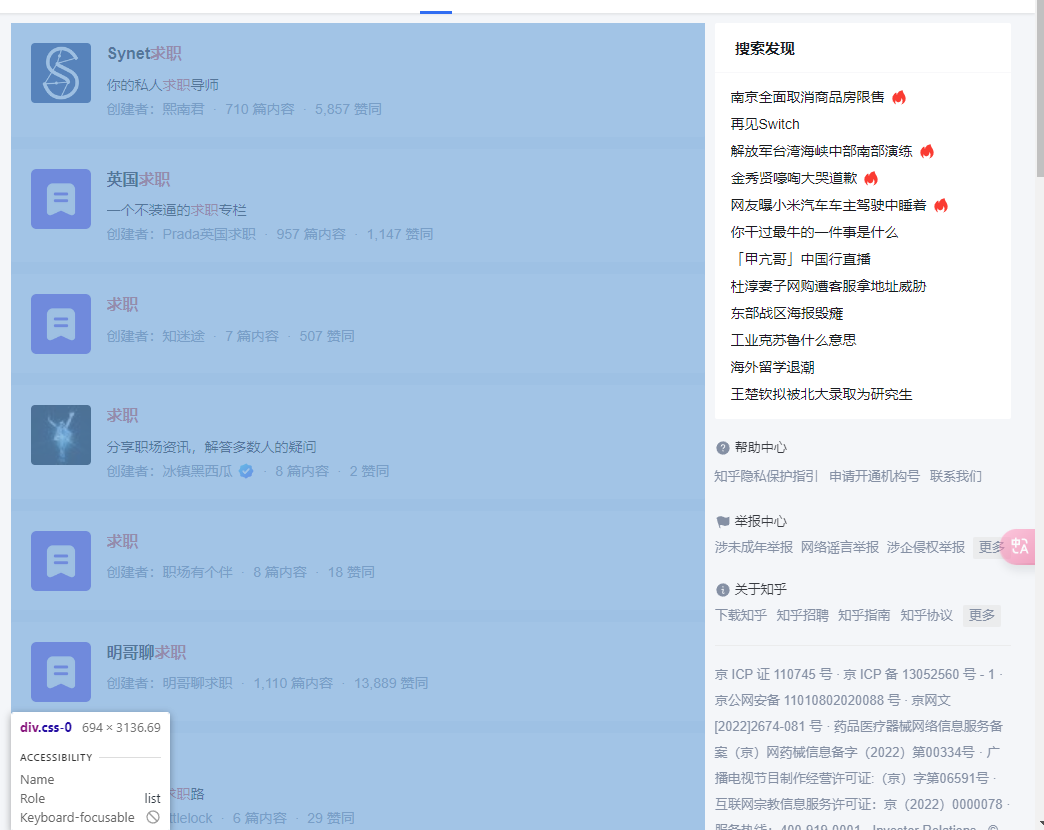 Synet求职
你的私人求职导师
创建者：熙南君 · 710 篇内容 · 5,857 赞同
英国求职
一个不装逼的求职专栏
创建者：Prada英国求职 · 957 篇内容 · 1,147 赞同
求职
创建者：知迷途 · 7 篇内容 · 507 赞同
求职
分享职场资讯，解答多数人的疑问
创建者：冰镇黑西瓜 · 8 篇内容 · 2 赞同
求职
创建者：职场有个伴 · 8 篇内容 · 18 赞同
明哥聊求职
创建者：明哥聊求职 · 1,110 篇内容 · 13,889 赞同
求职路
ttlelock · 6 篇内容 · 29 赞同
div.css-0 694 × 3136.69
ACCESSIBILITY
Name
Role list
Keyboard-focusable
搜索发现
南京全面取消商品房限售
再见Switch
解放军台湾海峡中部南部演练
金秀贤嚎啕大哭道歉
网友曝小米汽车车主驾驶中睡着
你干过最牛的一件事是什么
「甲亢哥」中国行直播
杜淳妻子网购遭客服拿地址威胁
东部战区海报毁瘫
工业克苏鲁什么意思
海外留学退潮
王楚钦拟被北大录取为研究生
帮助中心
知乎隐私保护指引 申请开通机构号 联系我们
举报中心
涉未成年举报 网络谣言举报 涉企侵权举报 更多
中A
关于知乎
下载知乎 知乎招聘 知乎指南 知乎协议 更多
京 ICP 证 110745 号 · 京 ICP 备 13052560 号 - 1 ·
京公网安备 11010802020088 号 · 京网文
[2022]2674-081 号 · 药品医疗器械网络信息服务备
案（京）网药械信息备字（2022）第00334号 · 广
播电视节目制作经营许可证:（京）字第06591号 ·
互联网宗教信息服务许可证：京（2022）0000078 ·
服务热线：400-919-0001 · Investor Relations · ©